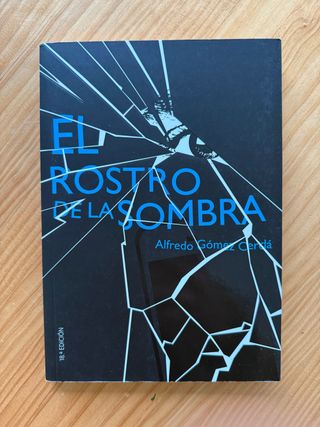 EL
ROSTRO
DE LA SOMBRA
Alfredo Gómez Cerdá
18.ª EDICIÓN